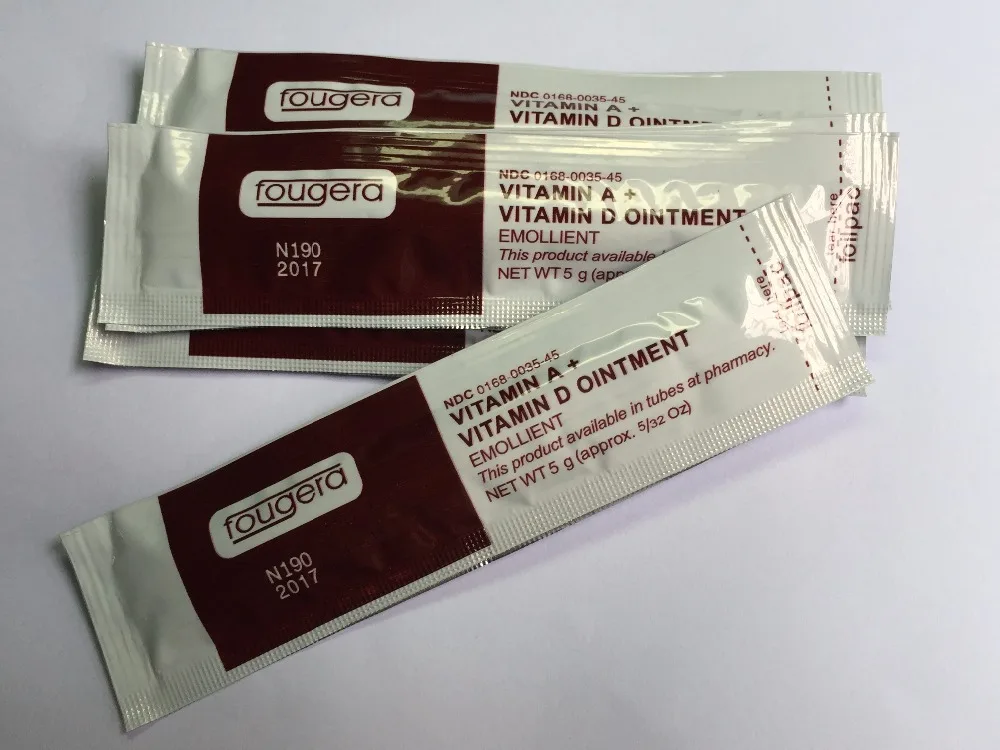 fougera
NDC 0168-0035-45
VITAMIN A +
VITAMIN D OINTMENT
fougera
N190
2017
NDC 0168-0035-45
VITAMIN A +
VITAMIN D OINTMENT
EMOLLIENT
This product available
NET WT 5 g
tear here
foilpac
fougera
N190
2017
NDC 0168-0035-45
VITAMIN A +
VITAMIN D OINTMENT
EMOLLIENT
This product available in tubes at pharmacy.
NET WT 5 g (approx. 5/32 Oz)